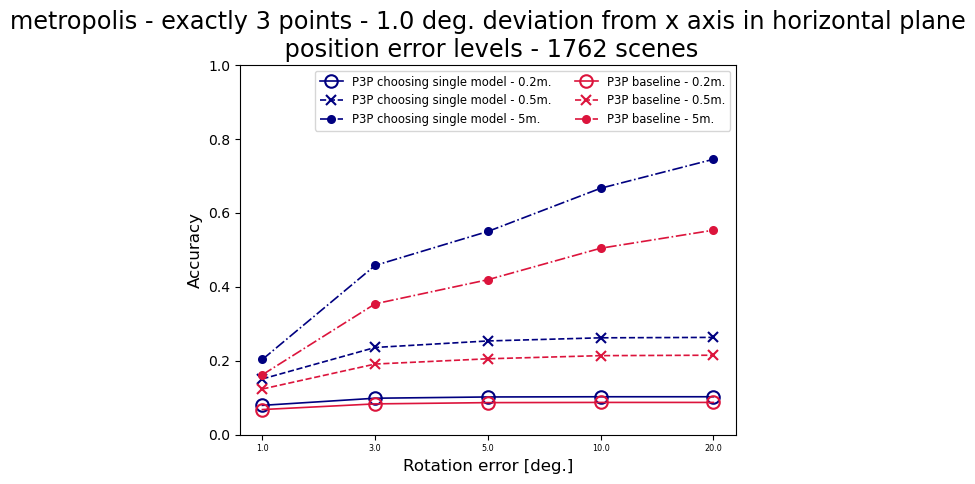 metropolis - exactly 3 points - 1.0 deg. deviation from x axis in horizontal plane
position error levels - 1762 scenes
P3P choosing single model - 0.2m.
P3P choosing single model - 0.5m.
P3P choosing single model - 5m.
P3P baseline - 0.2m.
P3P baseline - 0.5m.
P3P baseline - 5m.
Accuracy
1.0
0.8
0.6
0.4
0.2
0.0
1.0 3.0 5.0 10.0 20.0
Rotation error [deg.]